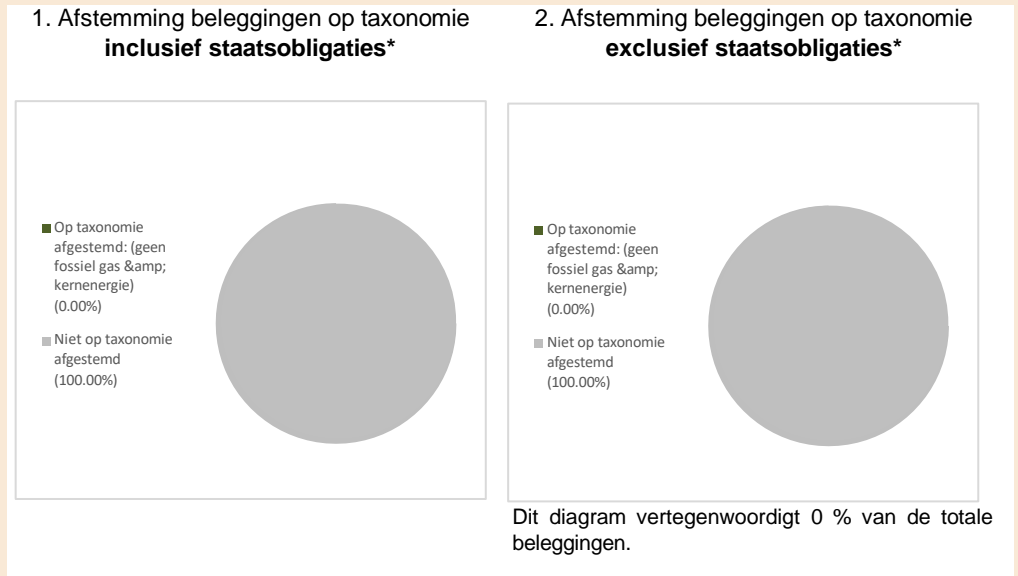 1. Afstemming beleggingen op taxonomie
inclusief staatsobligaties*
Op taxonomie
afgestemd: (geen
fossiel gas &amp;
kernenergie)
(0.00%)
Niet op taxonomie
afgestemd
(100.00%)
2. Afstemming beleggingen op taxonomie
exclusief staatsobligaties*
Op taxonomie
afgestemd: (geen
fossiel gas &amp;
kernenergie)
(0.00%)
Niet op taxonomie
afgestemd
(100.00%)
Dit diagram vertegenwoordigt 0 % van de totale
beleggingen.